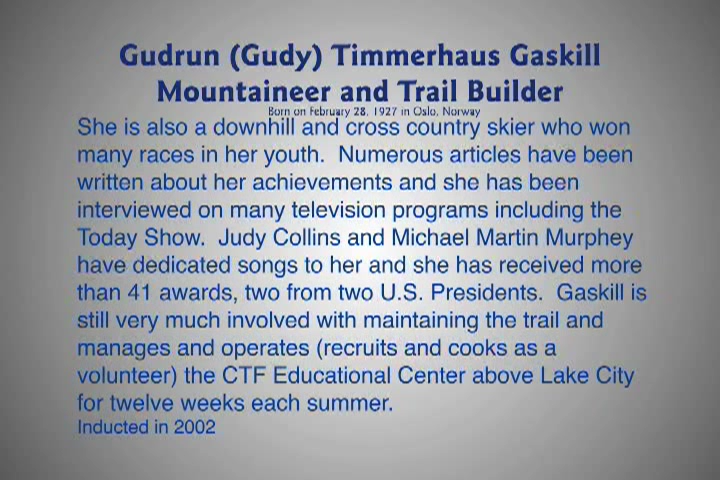 Gudrun (Gudy) Timmerhaus Gaskill
Mountaineer and Trail Builder
Born on February 28, 1927 in Oslo, Norway
She is also a downhill and cross country skier who won
many races in her youth.  Numerous articles have been
written about her achievements and she has been
interviewed on many television programs including the
Today Show.  Judy Collins and Michael Martin Murphey
have dedicated songs to her and she has received more
than 41 awards, two from two U.S. Presidents.  Gaskill is
still very much involved with maintaining the trail and
manages and operates (recruits and cooks as a
volunteer) the CTF Educational Center above Lake City
for twelve weeks each summer.
Inducted in 2002